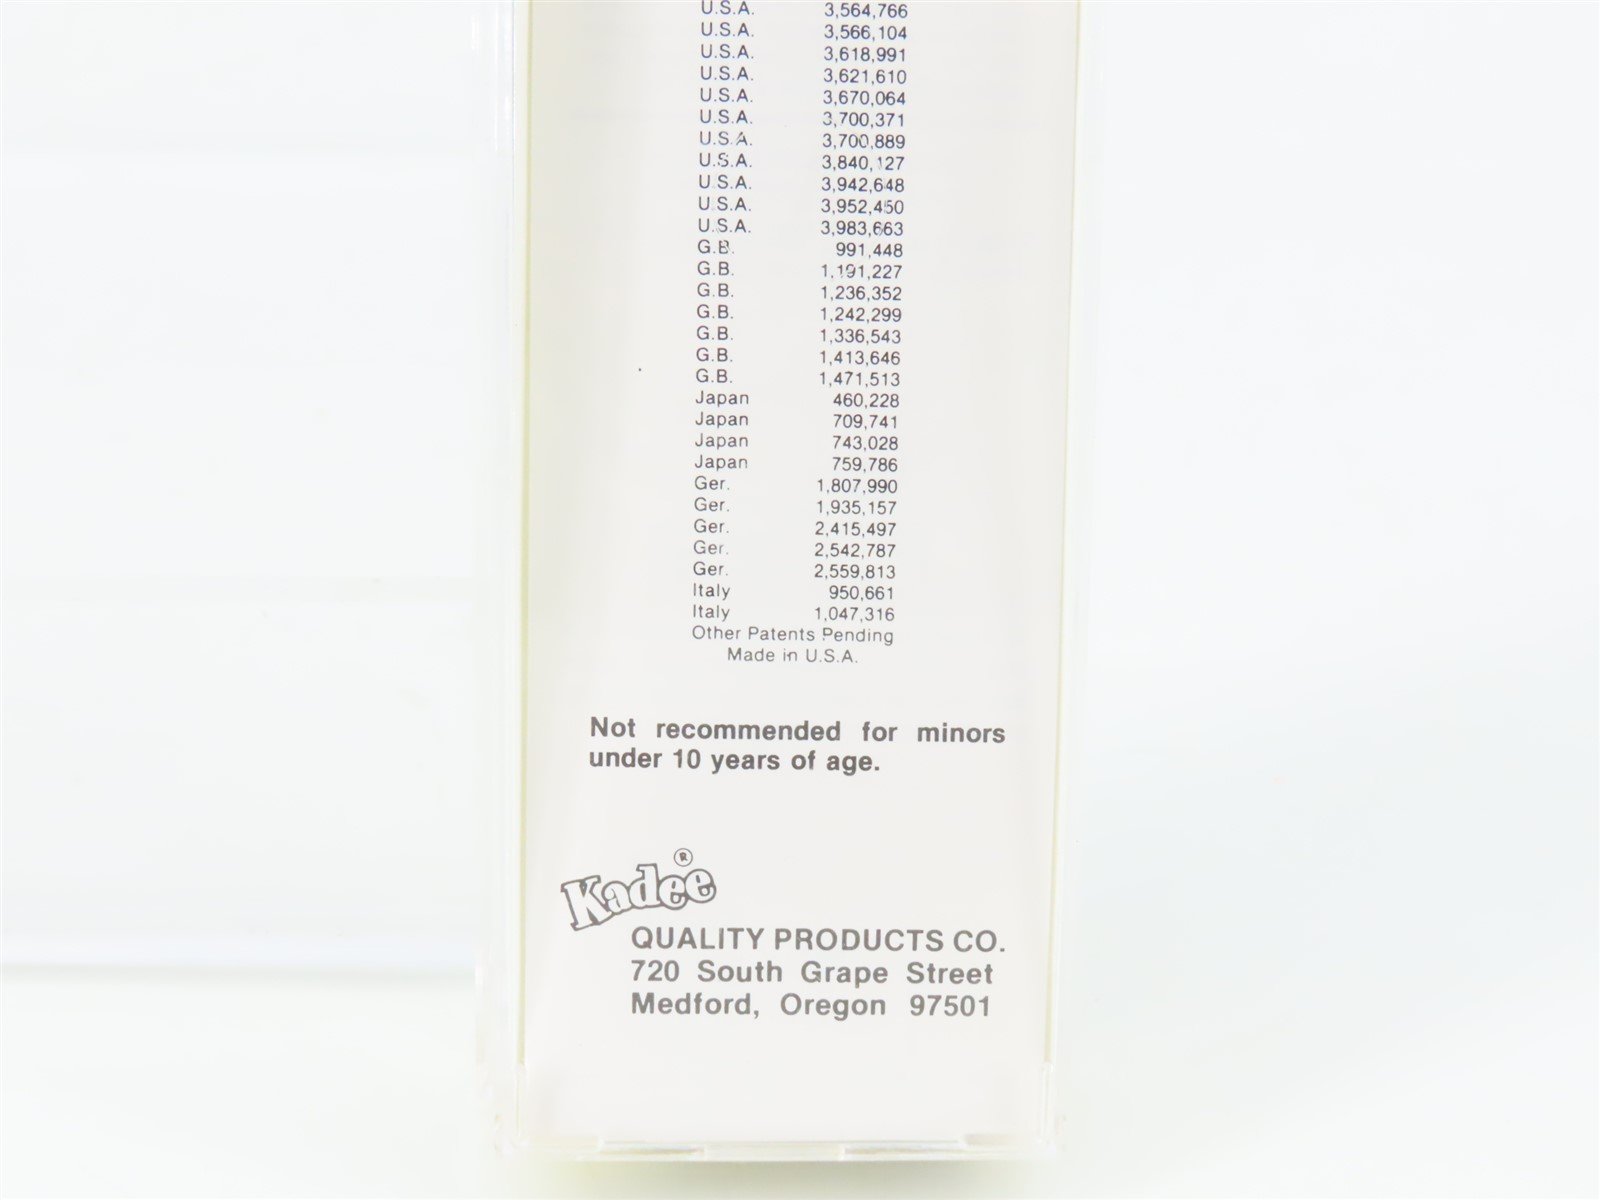 U.S.A. 3,564,766
U.S.A. 3,566,104
U.S.A. 3,618,991
U.S.A. 3,621,610
U.S.A. 3,670,064
U.S.A. 3,700,371
U.S.A. 3,700,889
U.S.A. 3,840,127
U.S.A. 3,942,648
U.S.A. 3,952,450
U.S.A. 3,983,663
G.B. 991,448
G.B. 1,191,227
G.B. 1,236,352
G.B. 1,242,299
G.B. 1,336,543
G.B. 1,413,646
G.B. 1,471,513
Japan 460,228
Japan 709,741
Japan 743,028
Japan 759,786
Ger. 1,807,990
Ger. 1,935,157
Ger. 2,415,497
Ger. 2,542,787
Ger. 2,559,813
Italy 950,661
Italy 1,047,316
Other Patents Pending
Made in U.S.A.
Not recommended for minors
under 10 years of age.
Kadee®
QUALITY PRODUCTS CO.
720 South Grape Street
Medford, Oregon 97501